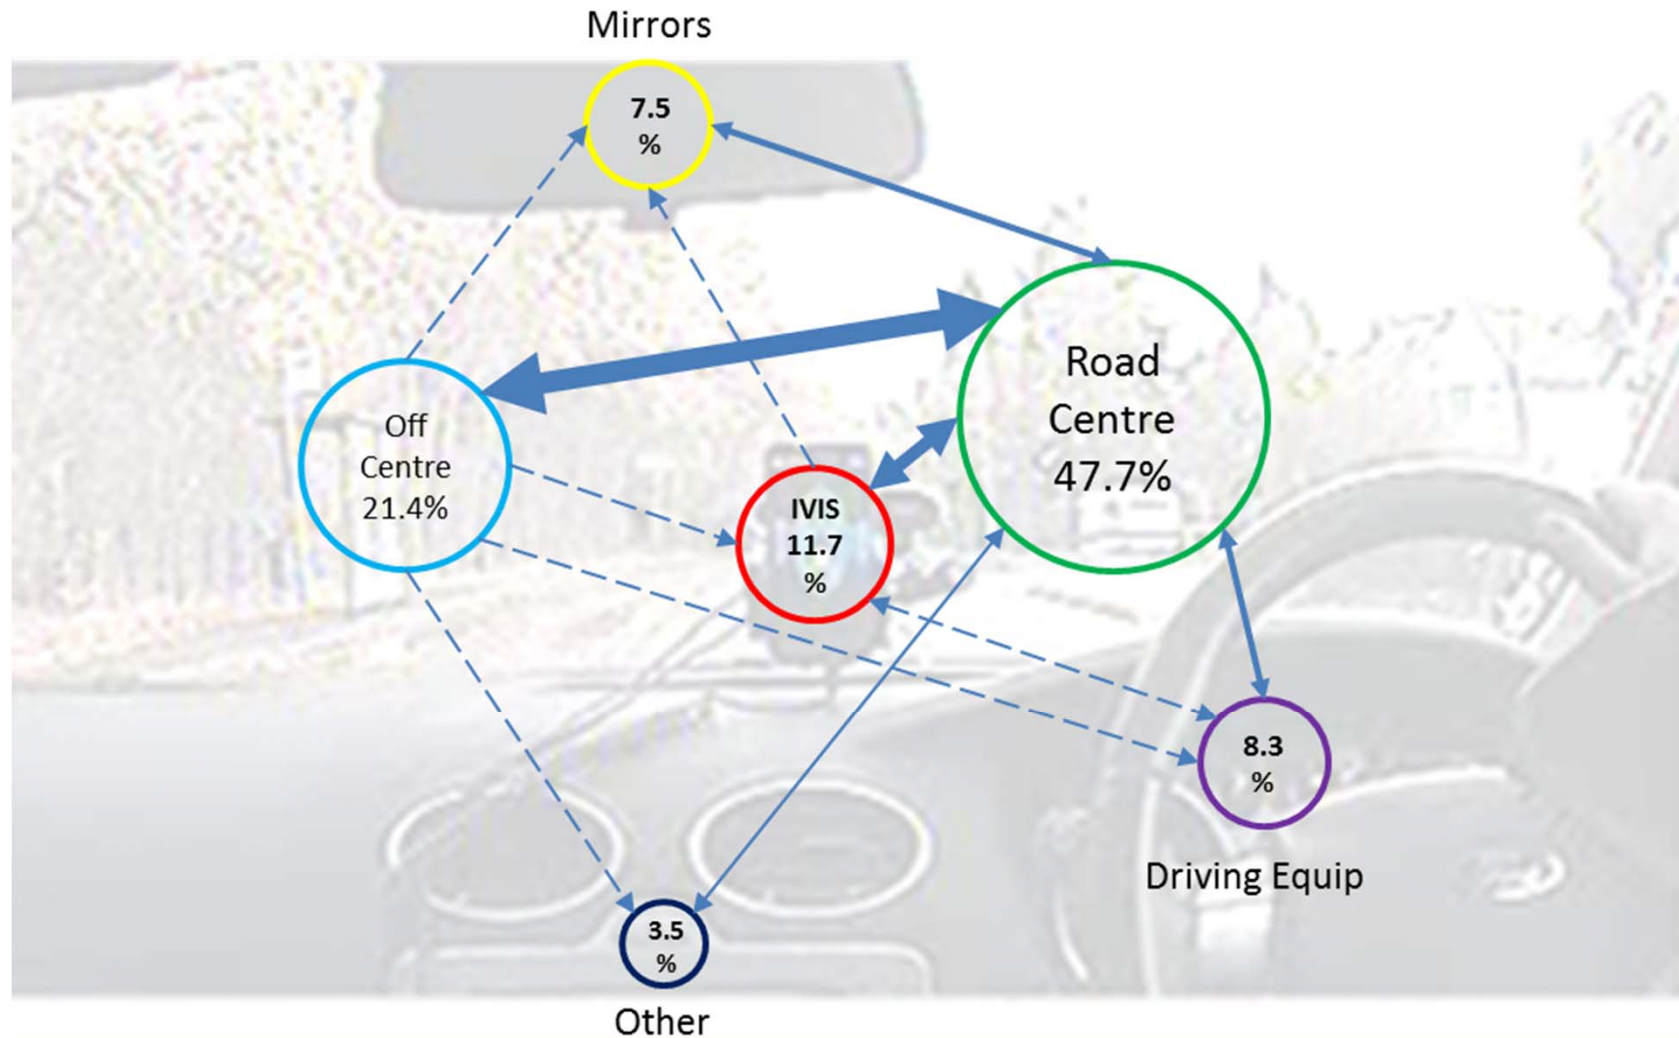 Mirrors
7.5
%
Road
Centre
47.7%
Off
Centre
21.4%
IVIS
11.7
%
8.3
%
Driving Equip
3.5
%
Other